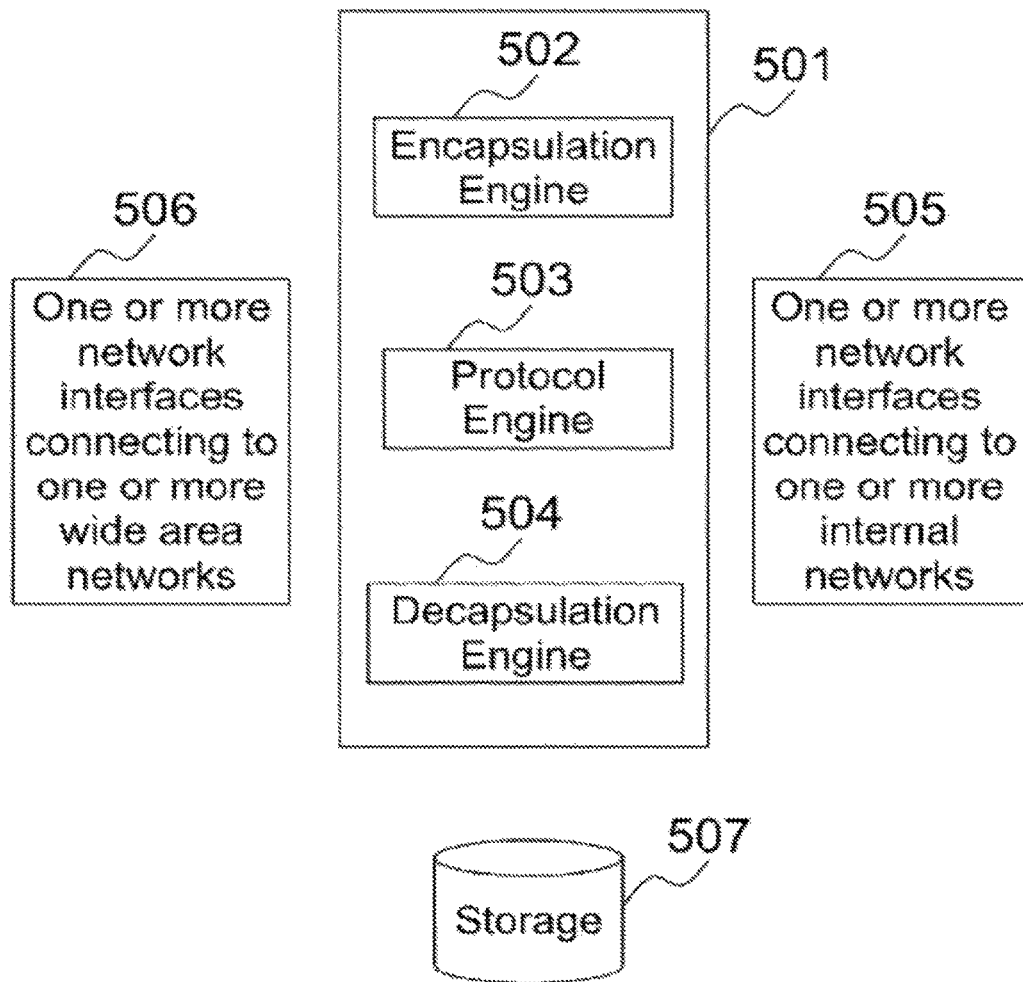 502
501
Encapsulation
Engine
506
One or more
network
interfaces
connecting to
one or more
wide area
networks
503
Protocol
Engine
504
Decapsulation
Engine
505
One or more
network
interfaces
connecting to
one or more
internal
networks
507
Storage